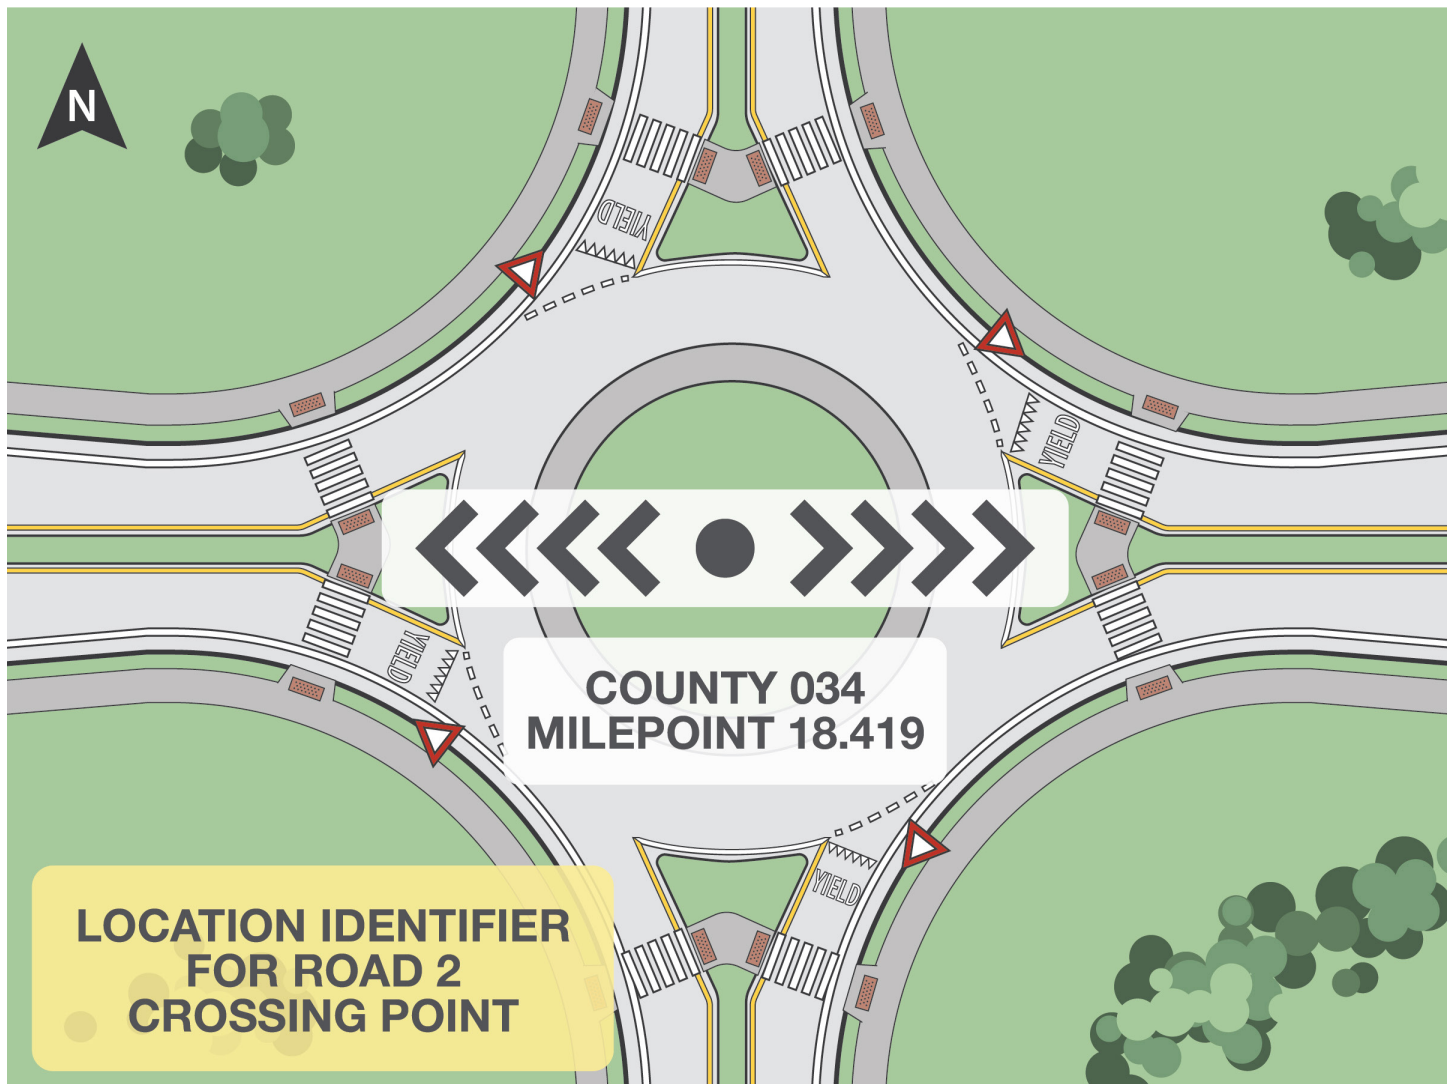 N
YIELD
YIELD
COUNTY 034
MILEPOINT 18.419
YIELD
YIELD
LOCATION IDENTIFIER
FOR ROAD 2
CROSSING POINT